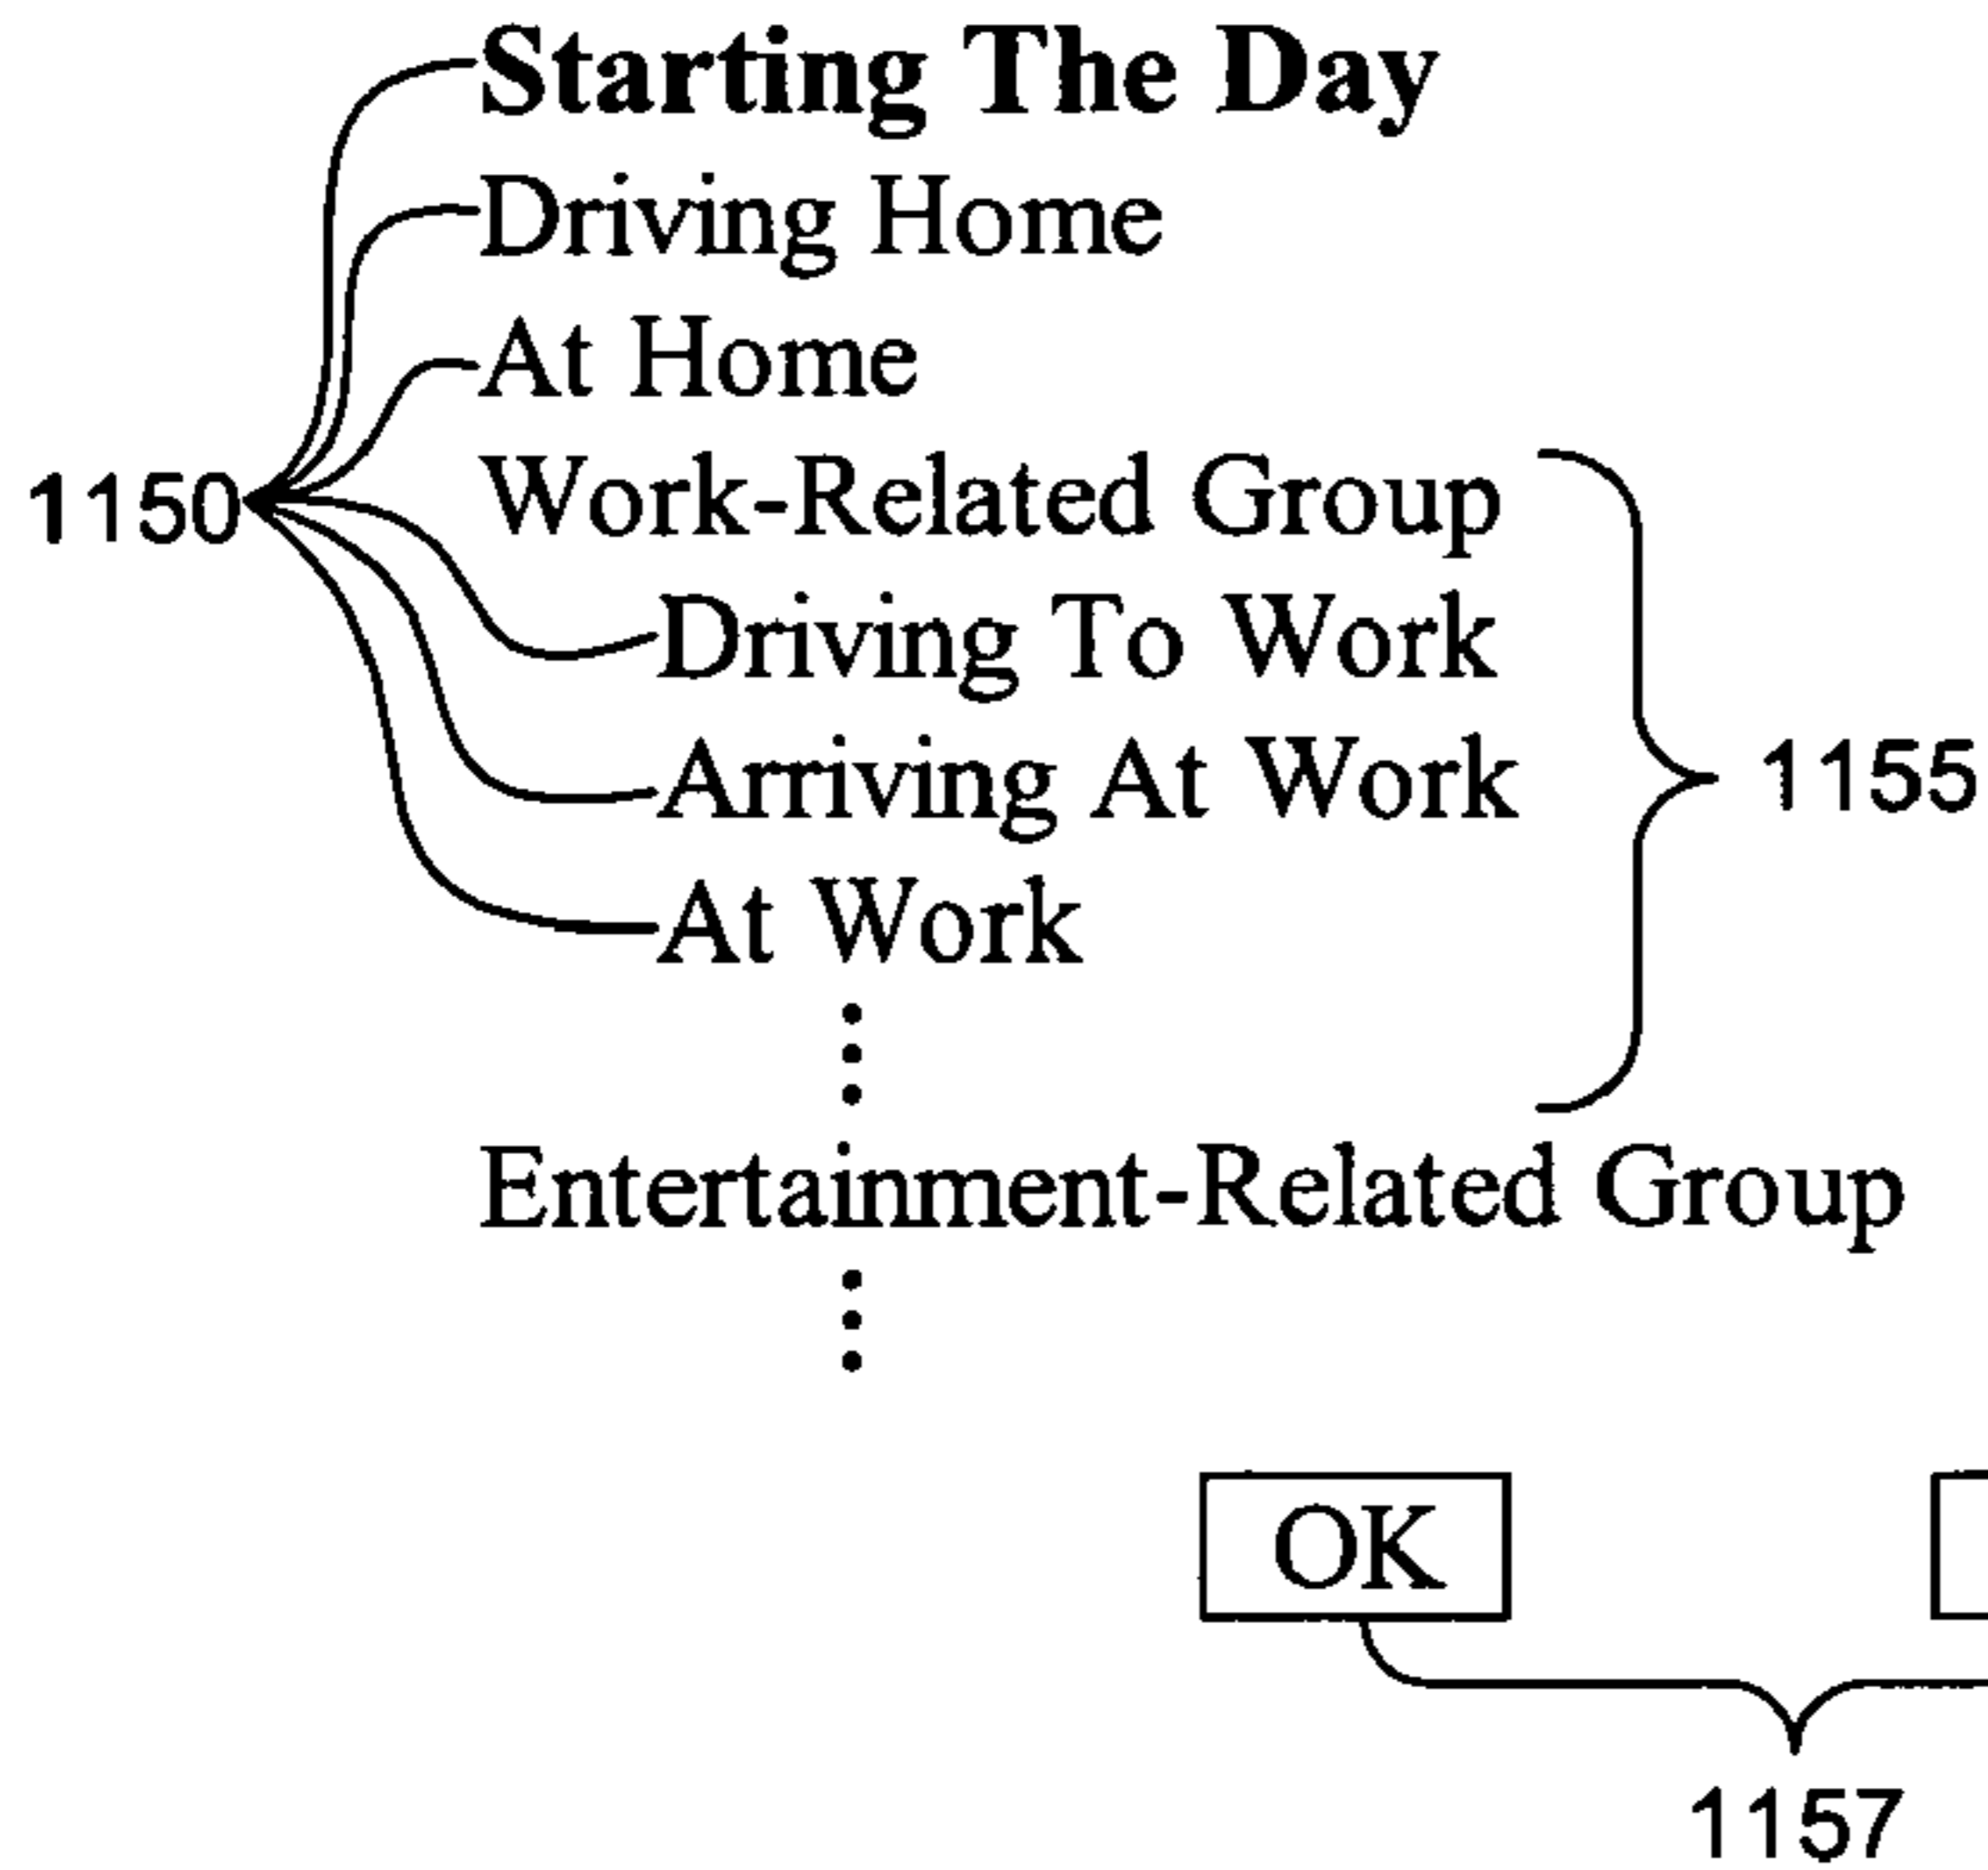 Starting The Day
Driving Home
At Home
1150 Work-Related Group
Driving To Work
Arriving At Work
1155
At Work
Entertainment-Related Group
OK
1157